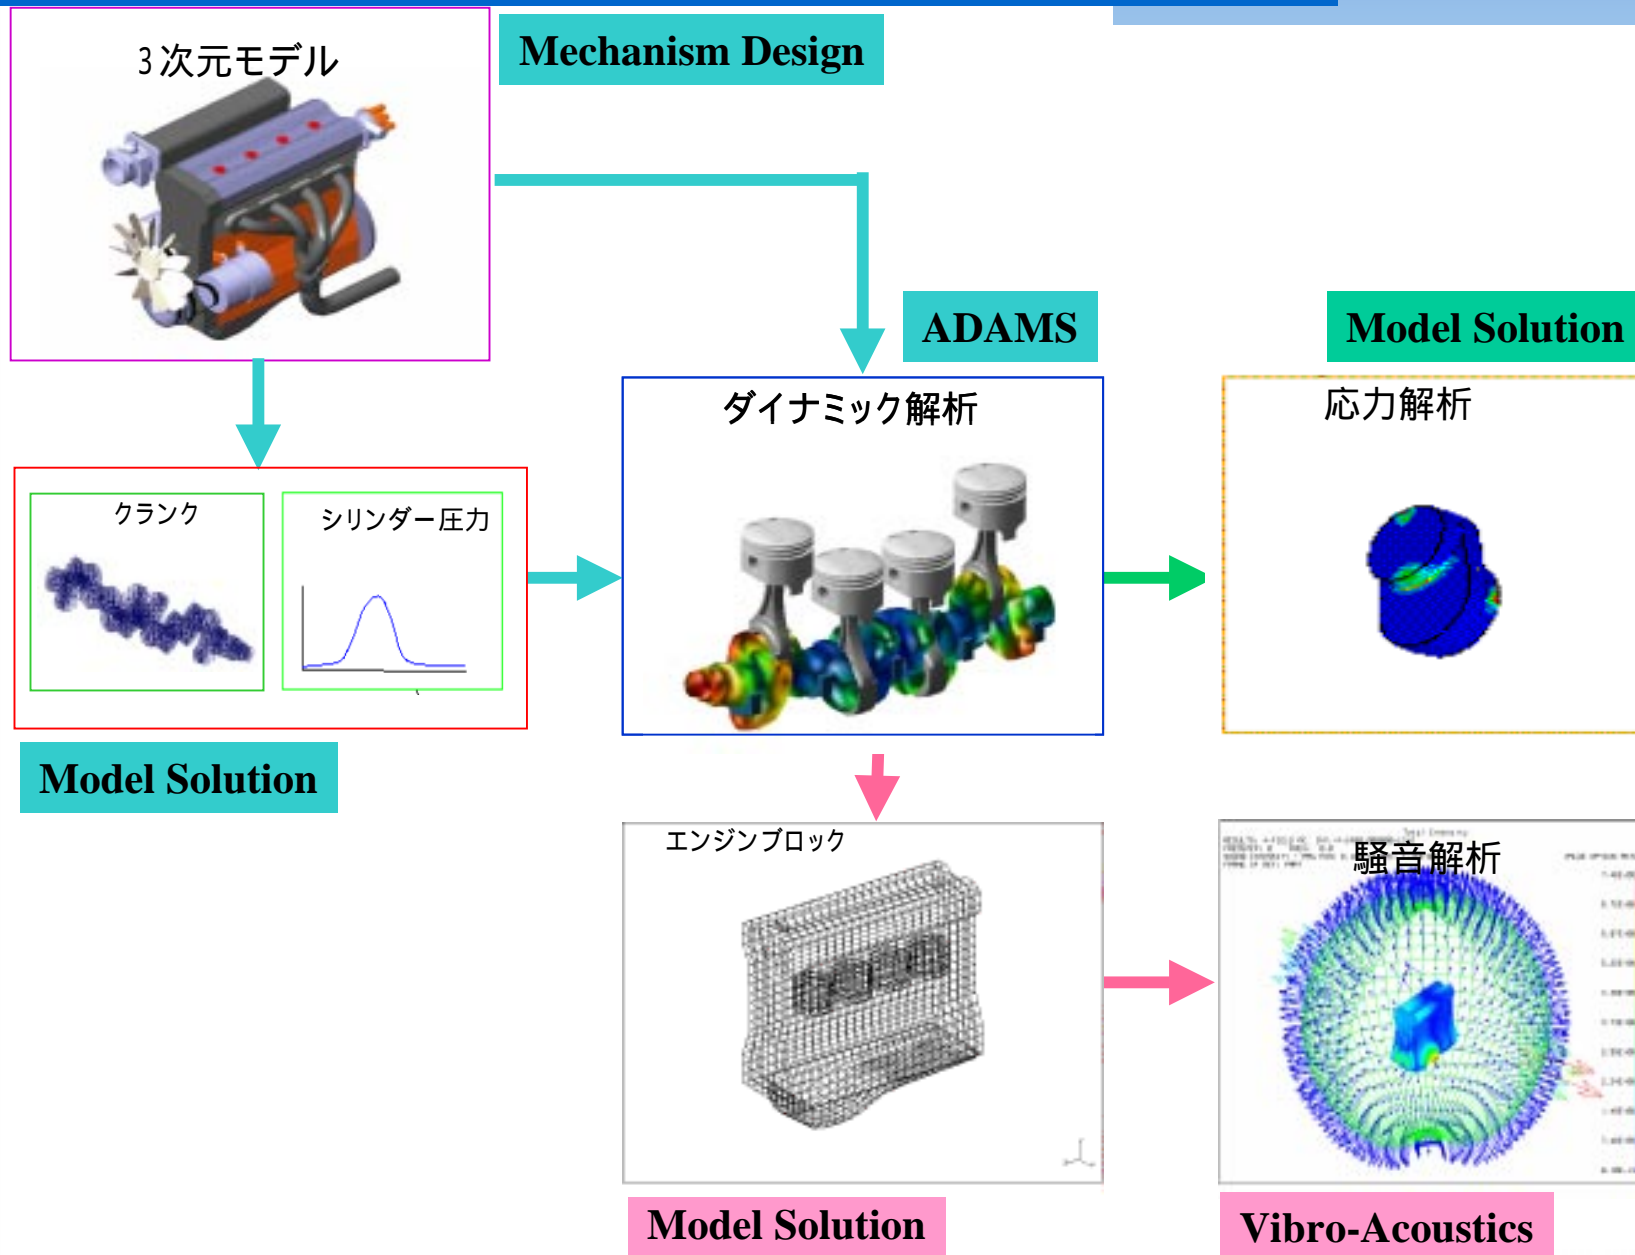 3次元モデル
Mechanism Design
ADAMS
Model Solution
ダイナミック解析
応力解析
クランク
シリンダー圧力
Model Solution
エンジンブロック
騒音解析
Model Solution
Vibro-Acoustics